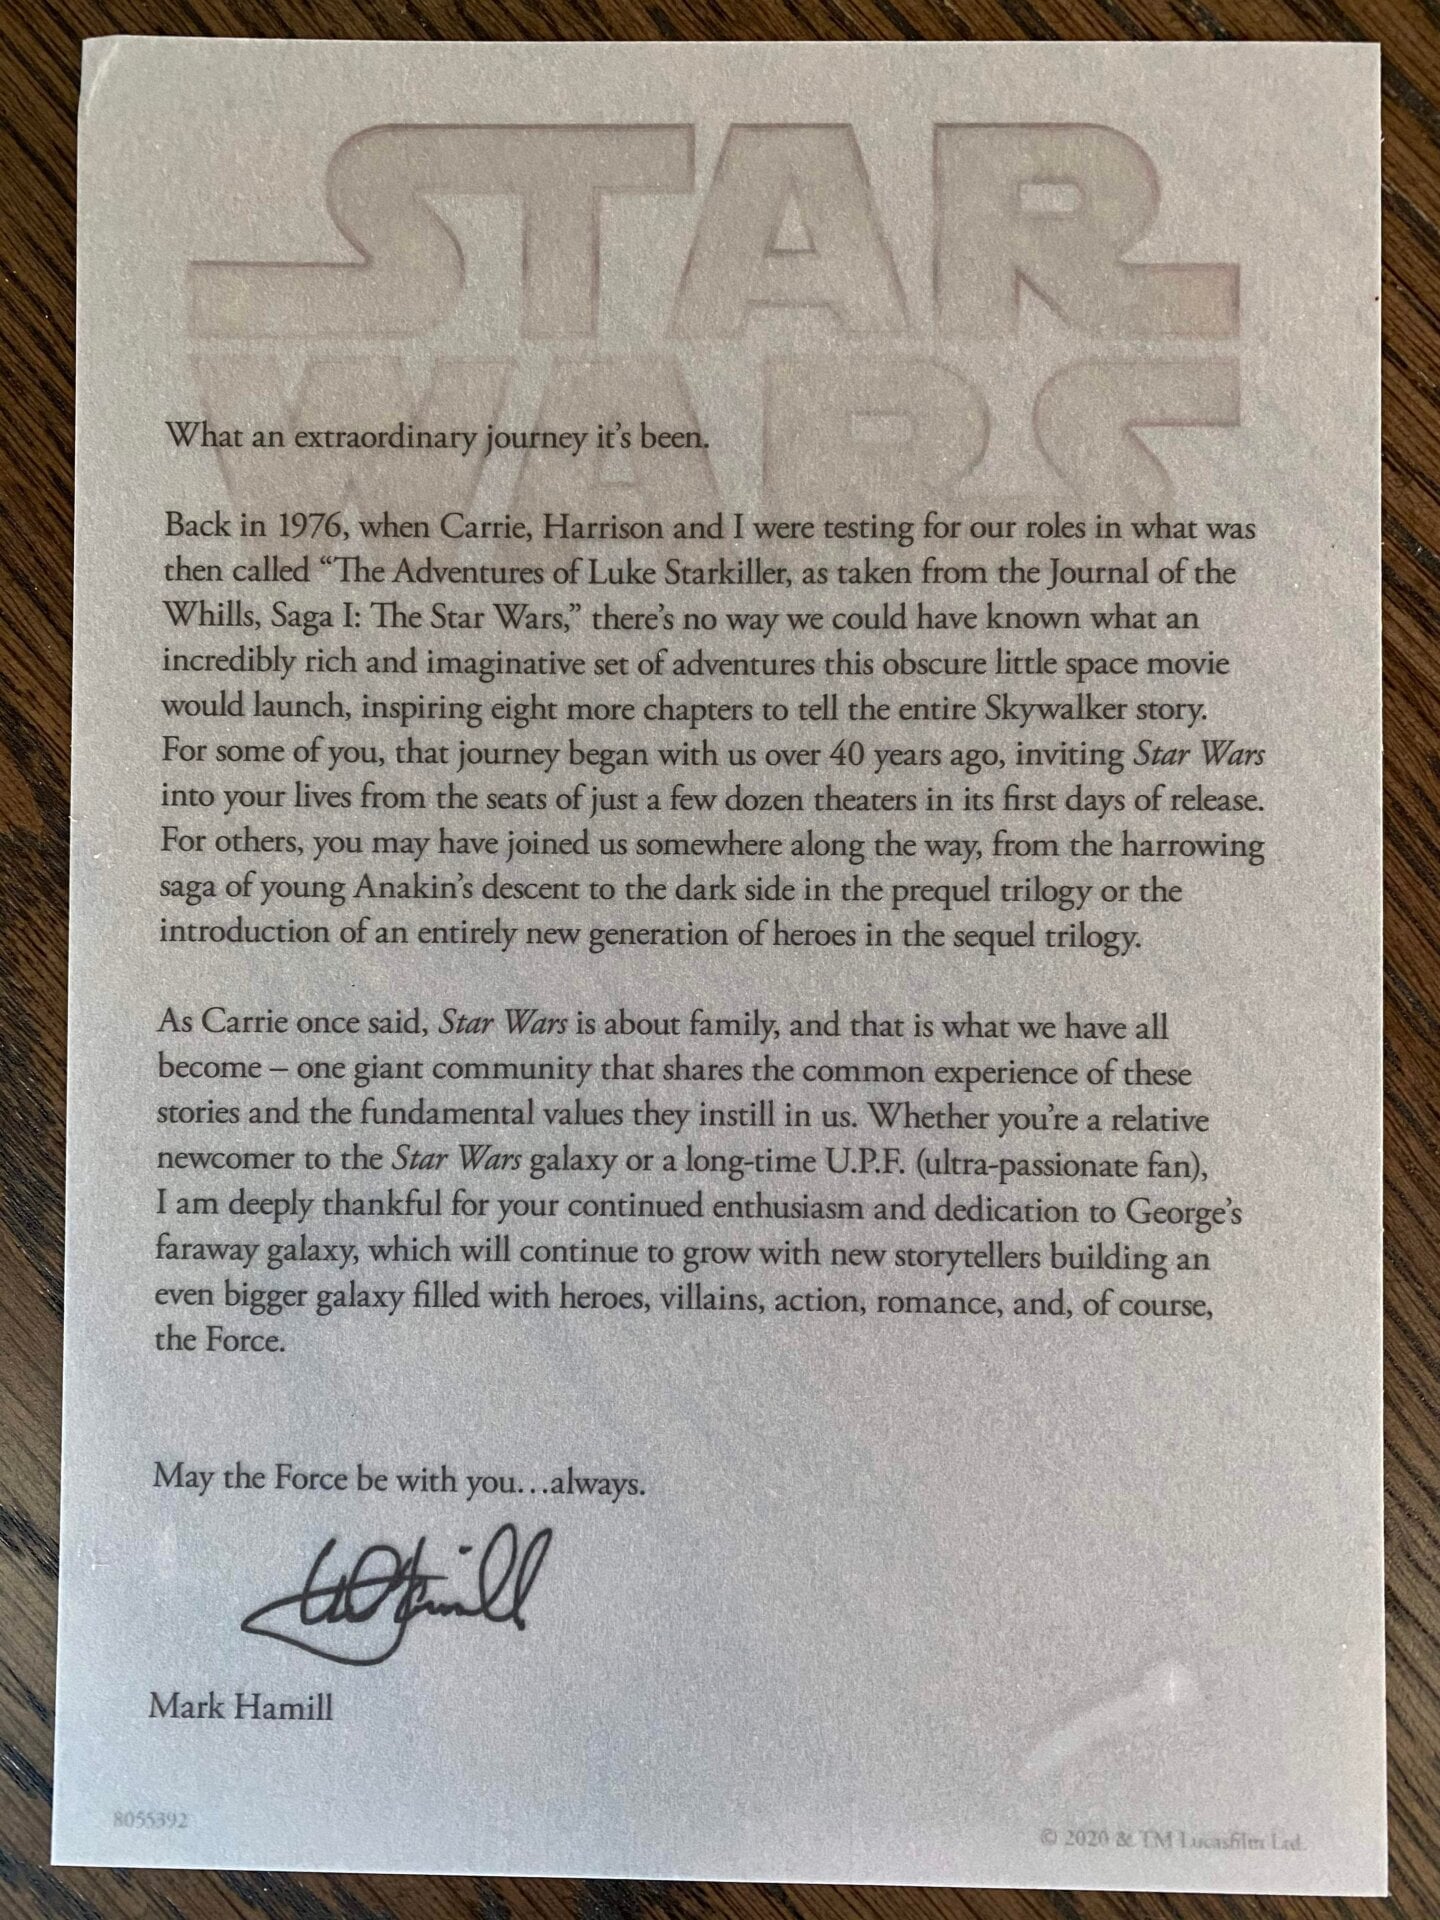 STAR
WARS
What an extraordinary journey it's been.
Back in 1976, when Carrie, Harrison and I were testing for our roles in what was
then called “The Adventures of Luke Starkiller, as taken from the Journal of the
Whills, Saga I: The Star Wars,” there's no way we could have known what an
incredibly rich and imaginative set of adventures this obscure little space movie
would launch, inspiring eight more chapters to tell the entire Skywalker story.
For some of you, that journey began with us over 40 years ago, inviting Star Wars
into your lives from the seats of just a few dozen theaters in its first days of release.
For others, you may have joined us somewhere along the way, from the harrowing
saga of young Anakin's descent to the dark side in the prequel trilogy or the
introduction of an entirely new generation of heroes in the sequel trilogy.
As Carrie once said, Star Wars is about family, and that is what we have all
become – one giant community that shares the common experience of these
stories and the fundamental values they instill in us. Whether you're a relative
newcomer to the Star Wars galaxy or a long-time U.P.F. (ultra-passionate fan),
I am deeply thankful for your continued enthusiasm and dedication to George's
faraway galaxy, which will continue to grow with new storytellers building an
even bigger galaxy filled with heroes, villains, action, romance, and, of course,
the Force.
May the Force be with you…always.
Mark Hamill
8055392
© 2020 & TM Lucasfilm Ltd.